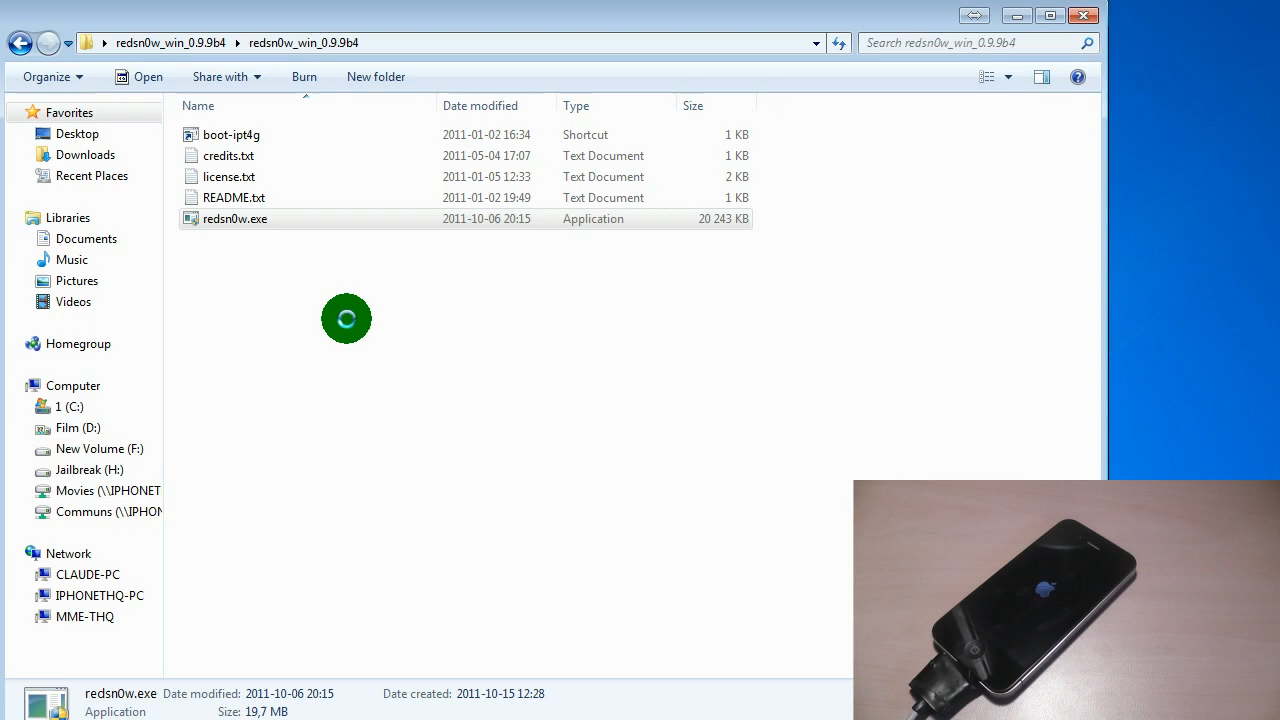 redsn0w_win_0.9.9b4 redsn0w_win_0.9.9b4 Search redsn0w_win_0.9.9b4
Organize Open Share with Burn New folder
Name Date modified Type Size
Favorites
Desktop
Downloads
Recent Places
Libraries
Documents
Music
Pictures
Videos
Homegroup
Computer
1 (C:)
Film (D:)
New Volume (F:)
Jailbreak (H:)
Movies (\\IPHONET
Communs (\\IPHON
Network
CLAUDE-PC
IPHONETHQ-PC
MME-THQ
boot-ipt4g 2011-01-02 16:34 Shortcut 1 KB
credits.txt 2011-05-04 17:07 Text Document 1 KB
license.txt 2011-01-05 12:33 Text Document 2 KB
README.txt 2011-01-02 19:49 Text Document 1 KB
redsn0w.exe 2011-10-06 20:15 Application 20 243 KB
redsn0w.exe Date modified: 2011-10-06 20:15 Date created: 2011-10-15 12:28
Application Size: 19,7 MB